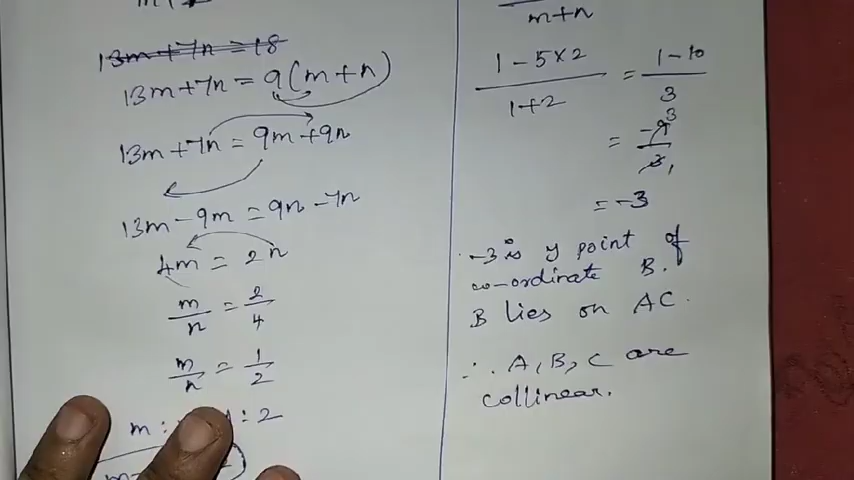 13m+7n=18
13m+7n = 9(m+n)
13m+7n = 9m+9n
13m-9m = 9n-7n
4m = 2n
m/n = 2/4
m/n = 1/2
m : : 2
m+n
1-5×2/1+2 = 1-10/3
= -9/3
= -3
-3 is y point of
co-ordinate B.
B lies on AC.
∴ A, B, C are
collinear.